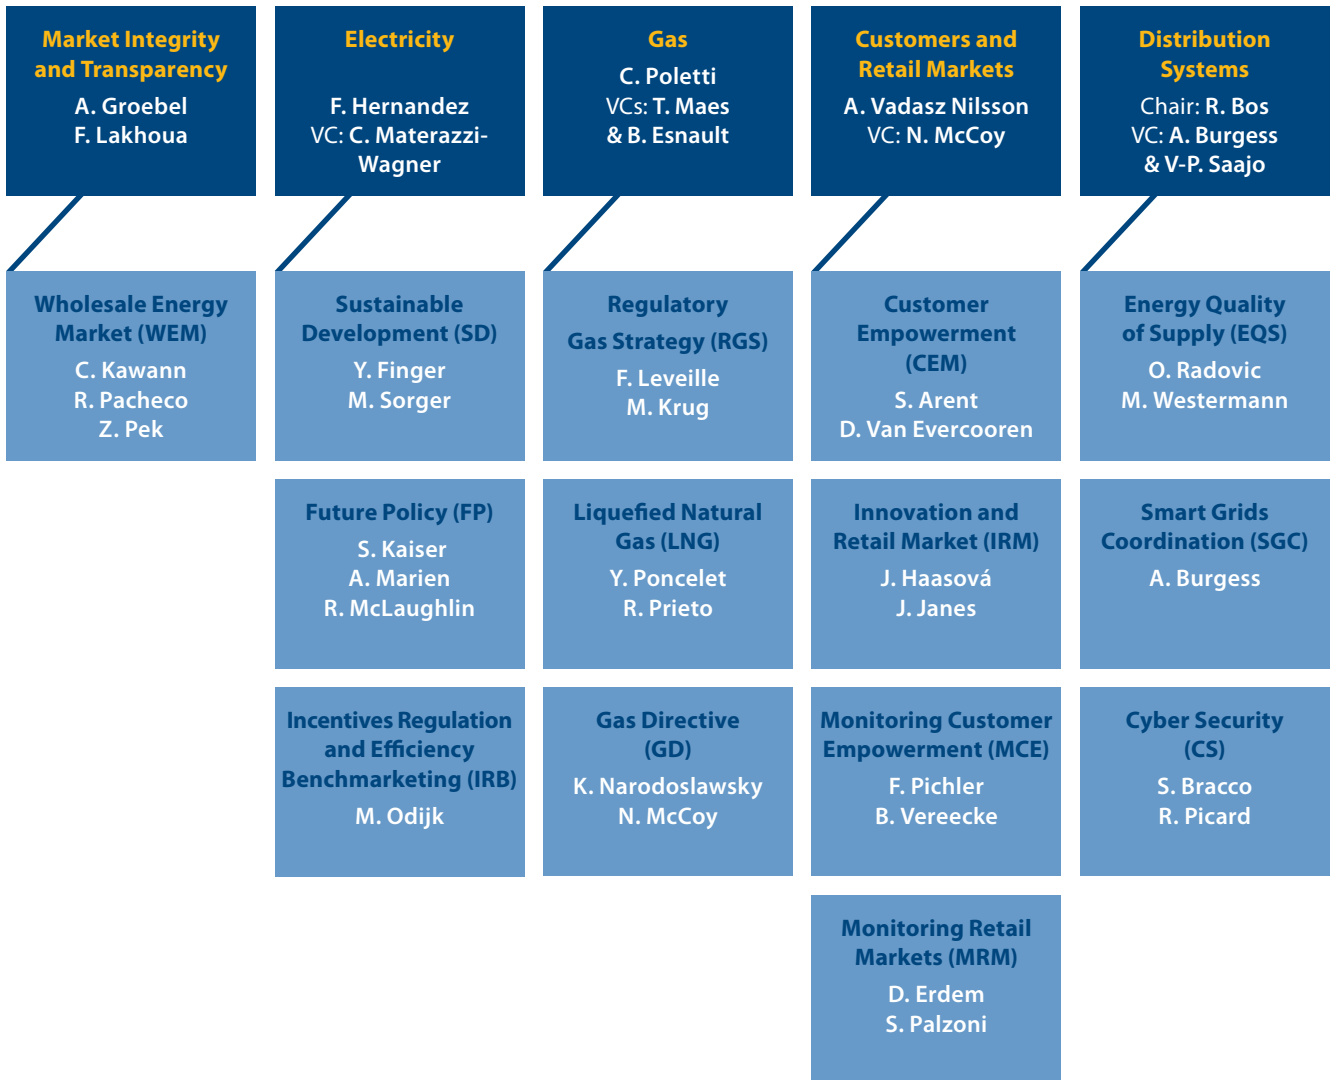 Market Integrity
and Transparency
A. Groebel
F. Lakhoua
Electricity
F. Hernandez
VC: C. Materazzi-
Wagner
Gas
C. Poletti
VCs: T. Maes
& B. Esnault
Customers and
Retail Markets
A. Vadasz Nilsson
VC: N. McCoy
Distribution
Systems
Chair: R. Bos
VC: A. Burgess
& V-P. Saajo
Wholesale Energy
Market (WEM)
C. Kawann
R. Pacheco
Z. Pek
Sustainable
Development (SD)
Y. Finger
M. Sorger
Regulatory
Gas Strategy (RGS)
F. Leveille
M. Krug
Customer
Empowerment
(CEM)
S. Arent
D. Van Evercooren
Energy Quality
of Supply (EQS)
O. Radovic
M. Westermann
Future Policy (FP)
S. Kaiser
A. Marien
R. McLaughlin
Liquefied Natural
Gas (LNG)
Y. Poncelet
R. Prieto
Innovation and
Retail Market (IRM)
J. Haasová
J. Janes
Smart Grids
Coordination (SGC)
A. Burgess
Incentives Regulation
and Efficiency
Benchmarketing (IRB)
M. Odijk
Gas Directive
(GD)
K. Narodoslawsky
N. McCoy
Monitoring Customer
Empowerment (MCE)
F. Pichler
B. Vereecke
Cyber Security
(CS)
S. Bracco
R. Picard
Monitoring Retail
Markets (MRM)
D. Erdem
S. Palzoni